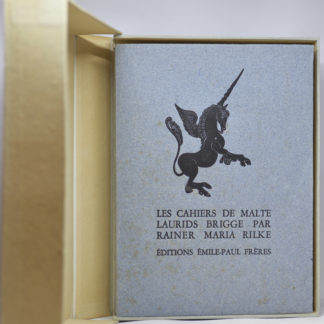 LES CAHIERS DE MALTE
LAURIDS BRIGGE PAR
RAINER MARIA RILKE
ÉDITIONS ÉMILE-PAUL FRÈRES